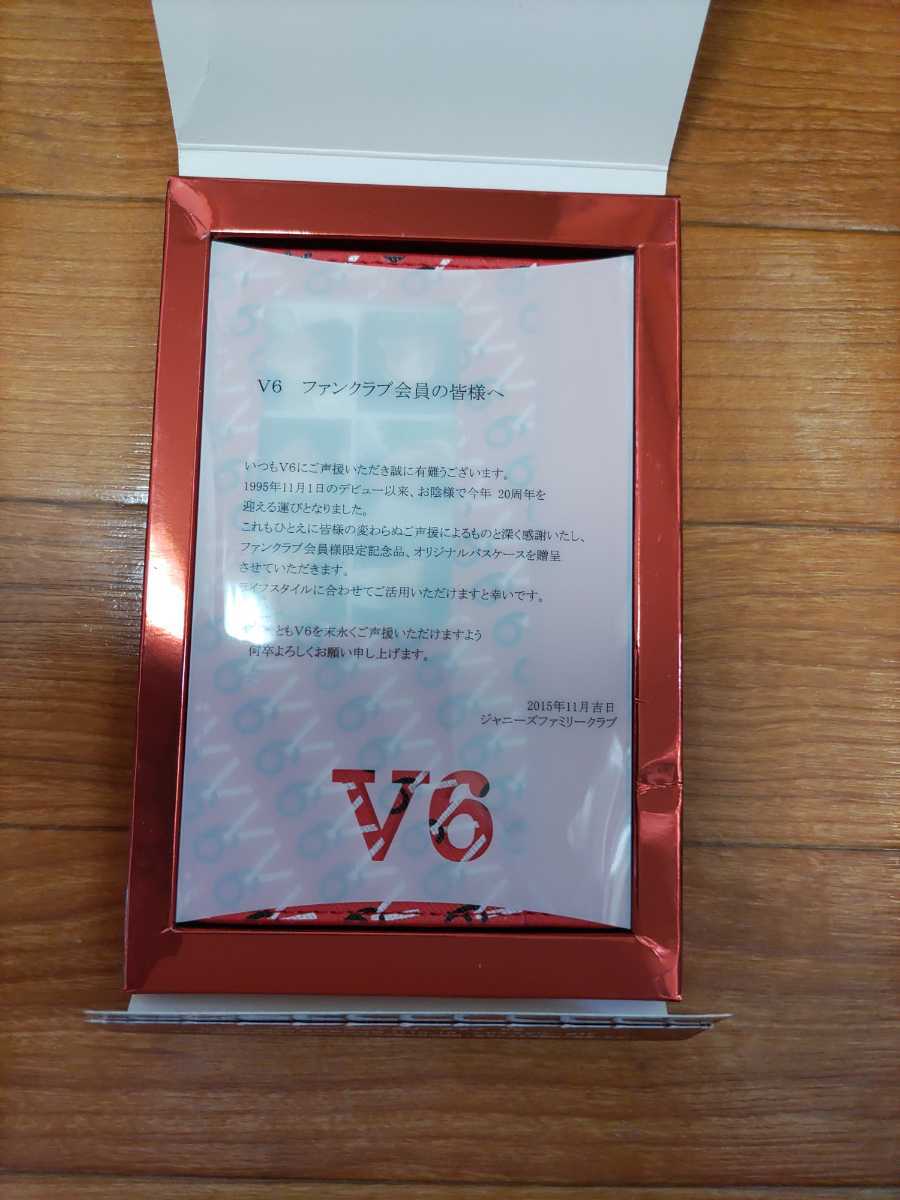 V6 ファンクラブ会員の皆様へ
いつもV6にご声援いただき誠に有難うございます。
1995年11月1日のデビュー以来、お陰様で今年 20周年を
迎える運びとなりました。
これもひとえに皆様の変わらぬご声援によるものと深く感謝いたし、
ファンクラブ会員様限定記念品、オリジナルパスケースを贈呈
させていただきます。
ライフスタイルに合わせてご活用いただけますと幸いです。
ともV6を末永くご声援いただけますよう
何卒よろしくお願い申し上げます。
2015年11月吉日
ジャニーズファミリークラブ
V6